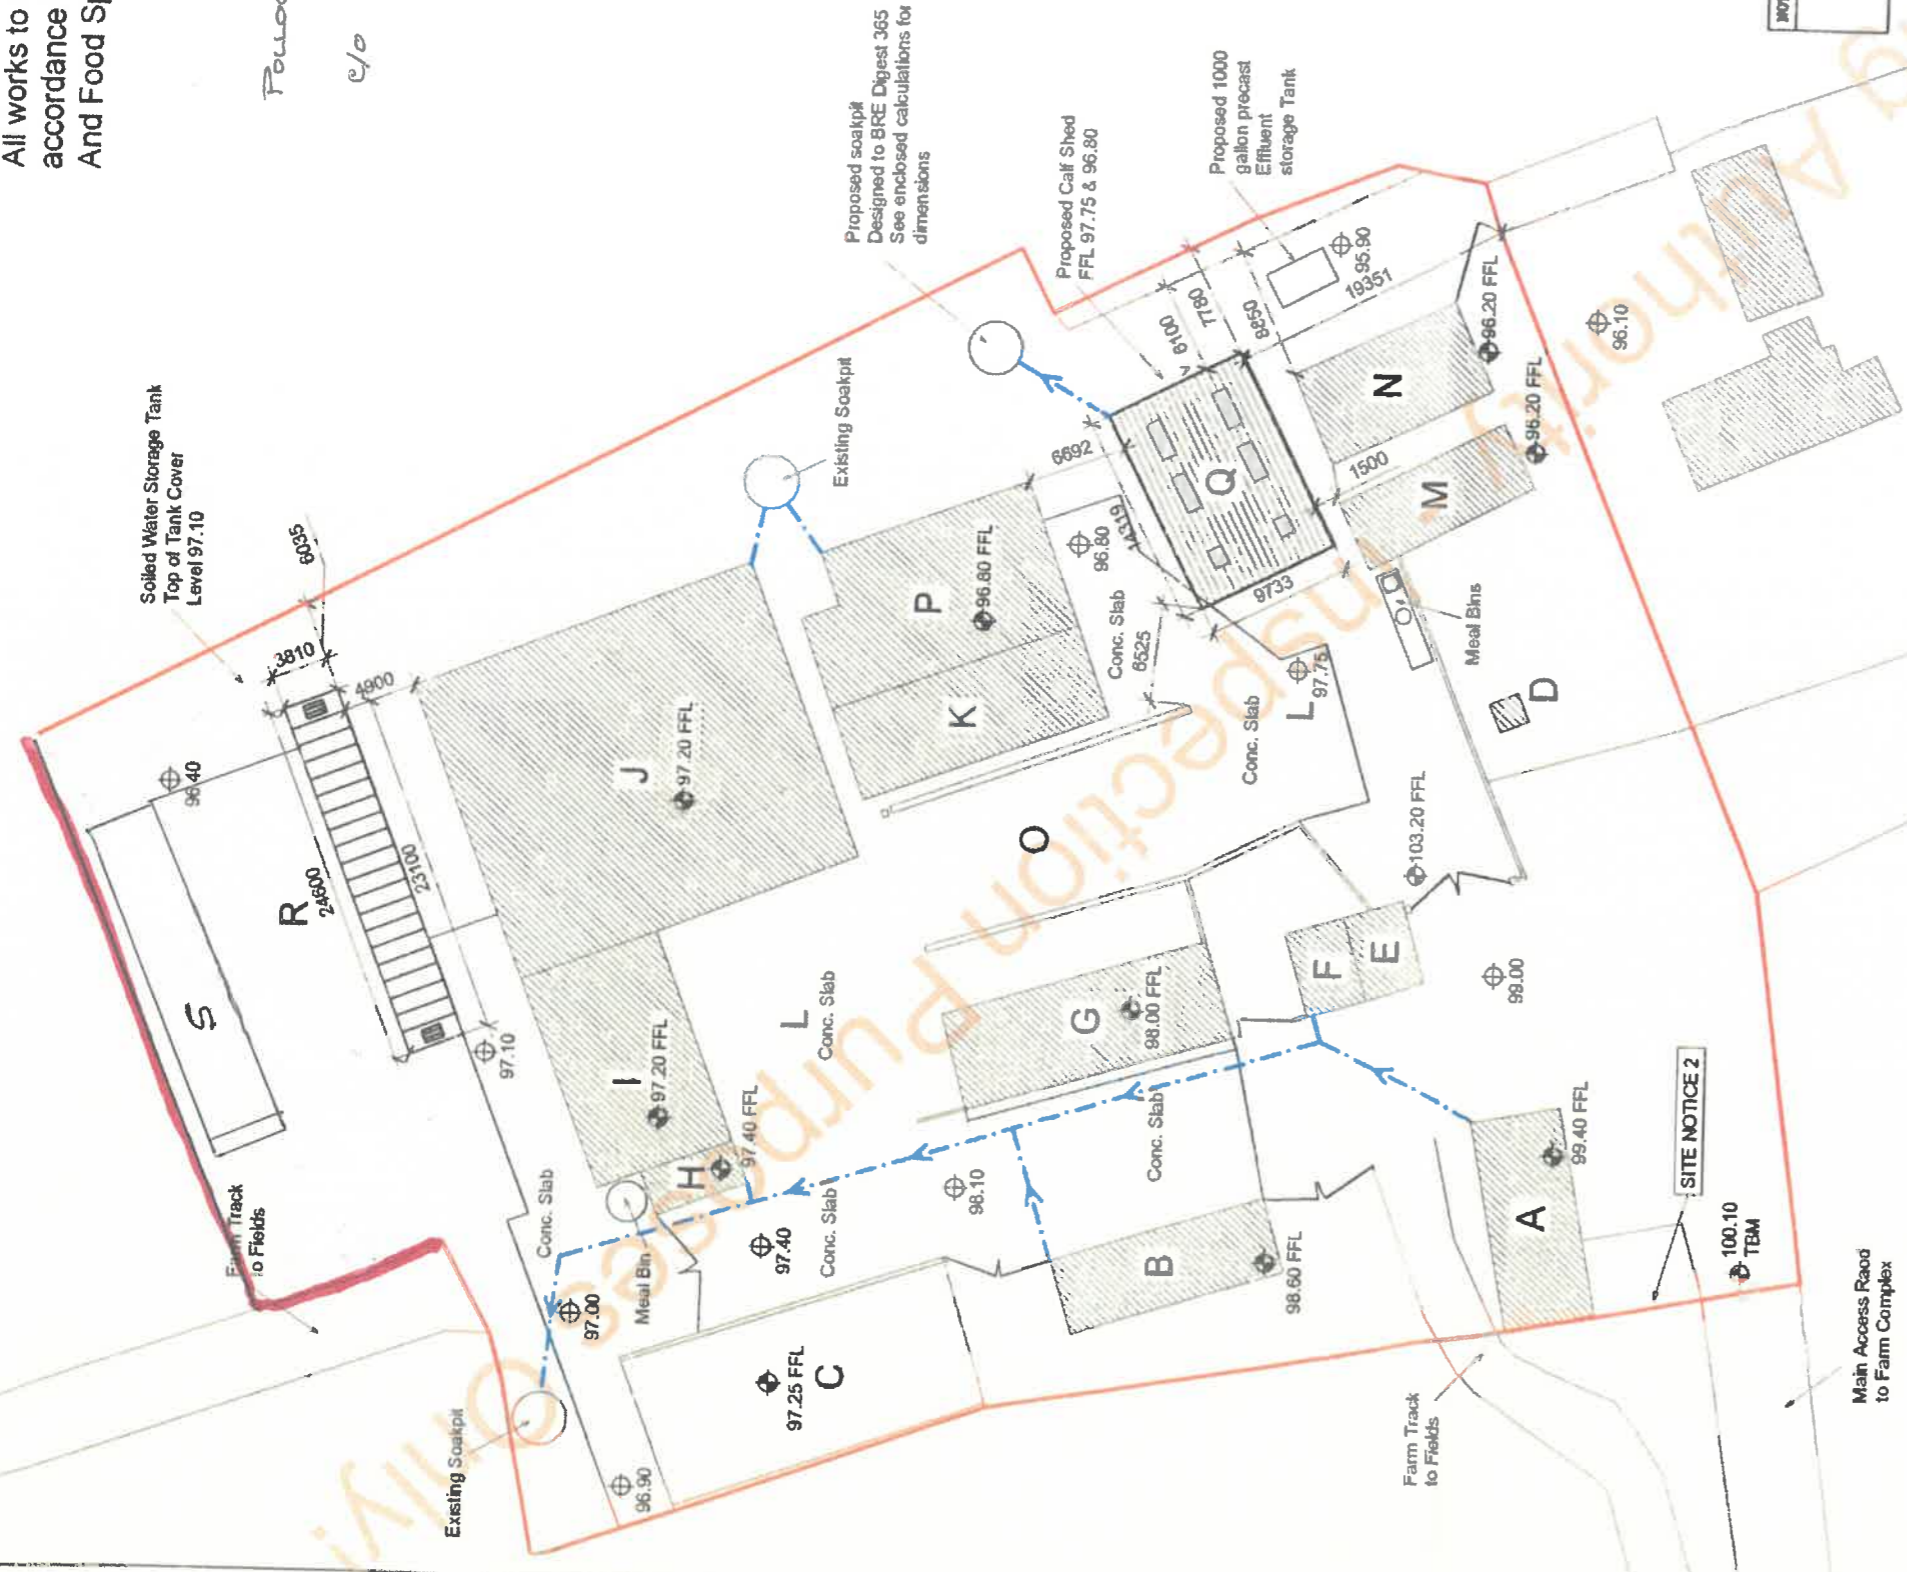 All works to
accordance
And Food Sp
C/o
Soiled Water Storage Tank
Top of Tank Cover
Level 97.10
Proposed soakpit
Designed to BRE Digest 365
See enclosed calculations for
dimensions
Proposed Calf Shed
FFL 97.75 & 96.80
Proposed 1000
gallon precast
Effluent
storage Tank
Existing Soakpit
6035
3810
4900
24600
23100
R
S
96.40
97.10
J
97.20 FFL
I
97.20 FFL
H
97.40 FFL
P
96.80 FFL
K
6692
14319
96.80
Conc. Slab
6525
9733
Q
6100
7780
8250
19351
95.90
N
96.20 FFL
1500
M
96.20 FFL
96.10
Meal Bins
D
L
97.75
Conc. Slab
O
103.20 FFL
L
Conc. Slab
G
98.00 FFL
F
E
99.00
Conc. Slab
98.10
Conc. Slab
97.40
Conc. Slab
Meal Bin
97.00
Farm Track
to Fields
Existing Soakpit
96.90
97.25 FFL
C
B
98.60 FFL
A
99.40 FFL
SITE NOTICE 2
100.10
TBM
Farm Track
to Fields
Main Access Raod
to Farm Complex
Inspection Purposes Only!
g Authority